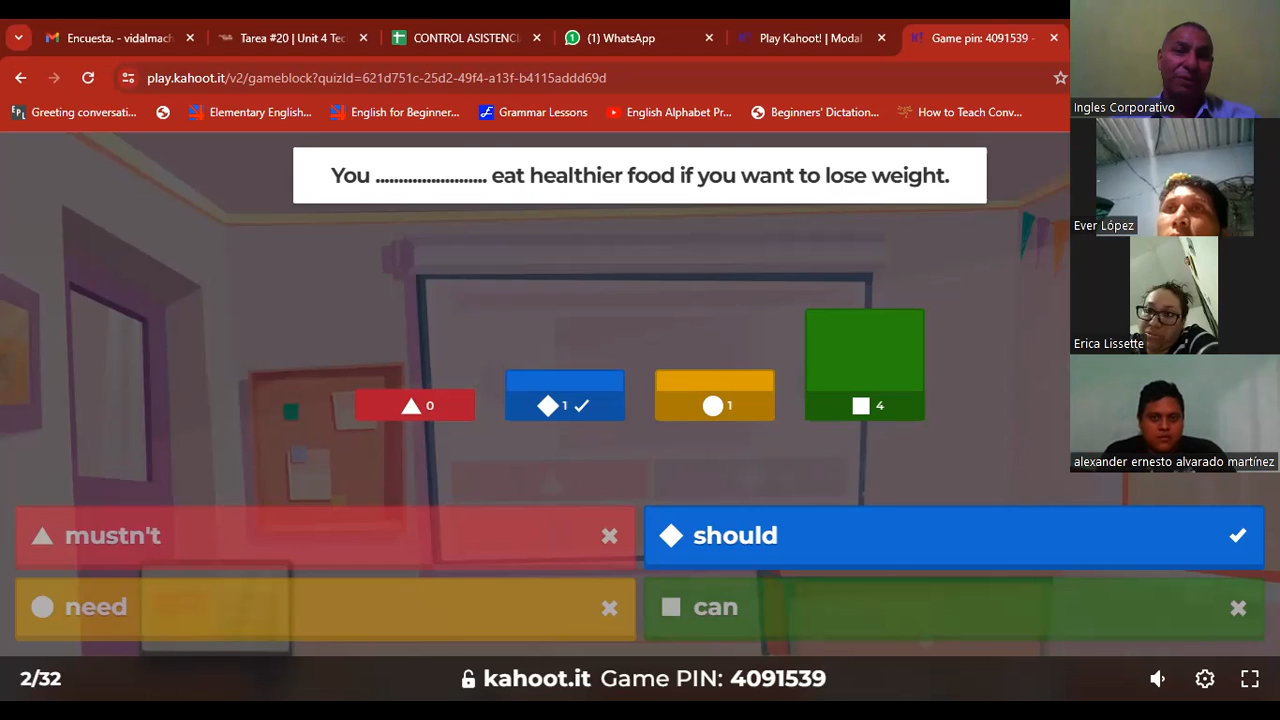 Encuesta. - vidalmach
Tarea #20 | Unit 4 Tec
CONTROL ASISTENCI
(1) WhatsApp
Play Kahoot! | Modal
Game pin: 4091539 -
play.kahoot.it/v2/gameblock?quizId=621d751c-25d2-49f4-a13f-b4115addd69d
Greeting conversati...
Elementary English...
English for Beginner...
Grammar Lessons
English Alphabet Pr...
Beginners' Dictation...
How to Teach Conv...
You ........................ eat healthier food if you want to lose weight.
0
1
1
4
mustn't
should
need
can
2/32
kahoot.it Game PIN: 4091539
Ingles Corporativo
Ever López
Erica Lissette
alexander ernesto alvarado martínez